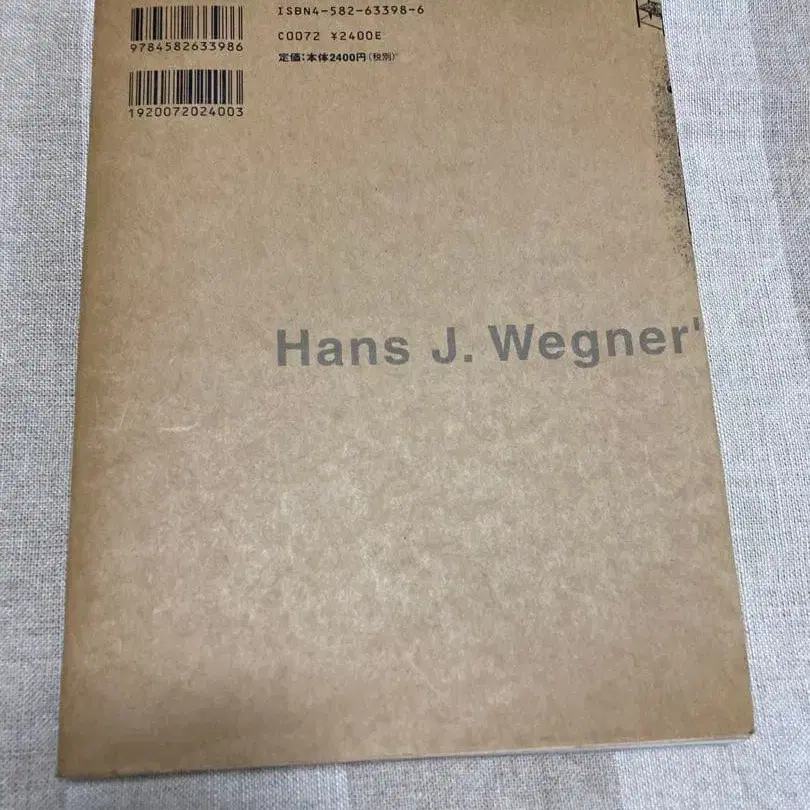 9784582633986
1920072024003
ISBN4-582-63398-6
C0072 ¥2400E
定価:本体2400円(税別)
Hans J. Wegner'